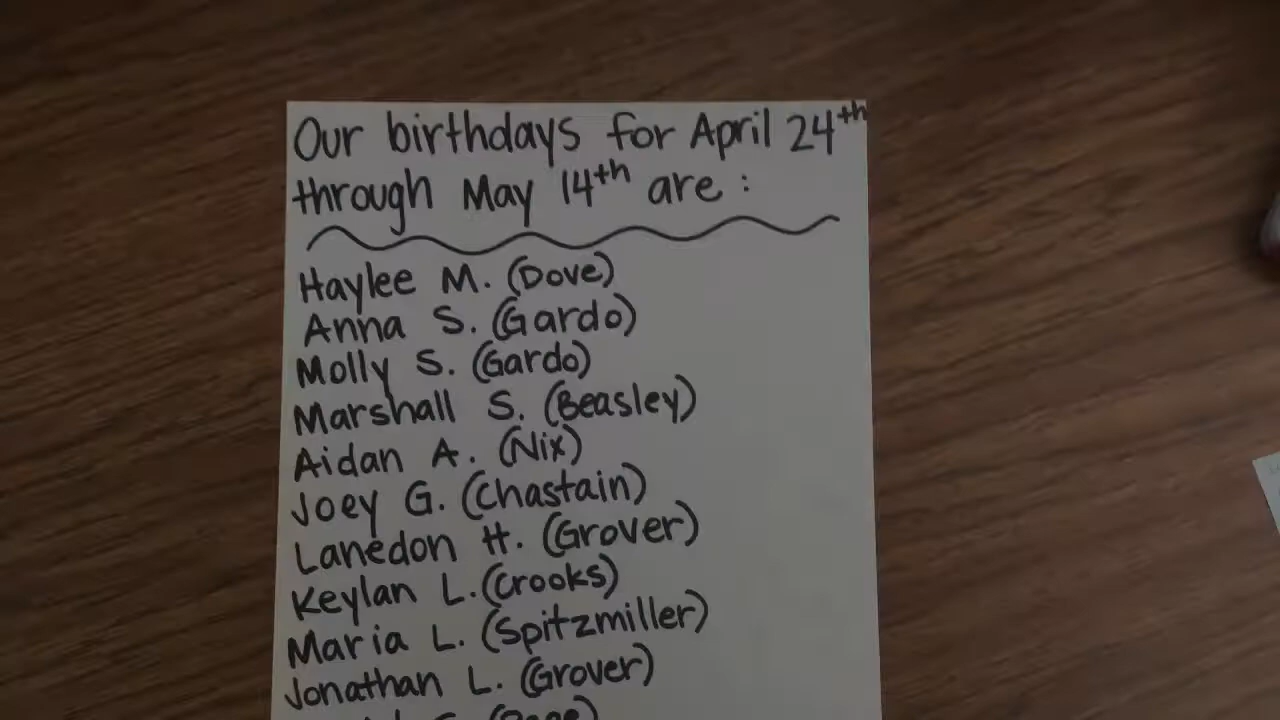 Our birthdays for April 24th
through May 14th are :
Haylee M. (Dove)
Anna S. (Gardo)
Molly S. (Gardo)
Marshall S. (Beasley)
Aidan A. (Nix)
Joey G. (Chastain)
Lanedon H. (Grover)
Keylan L. (Crooks)
Maria L. (Spitzmiller)
Jonathan L. (Grover)